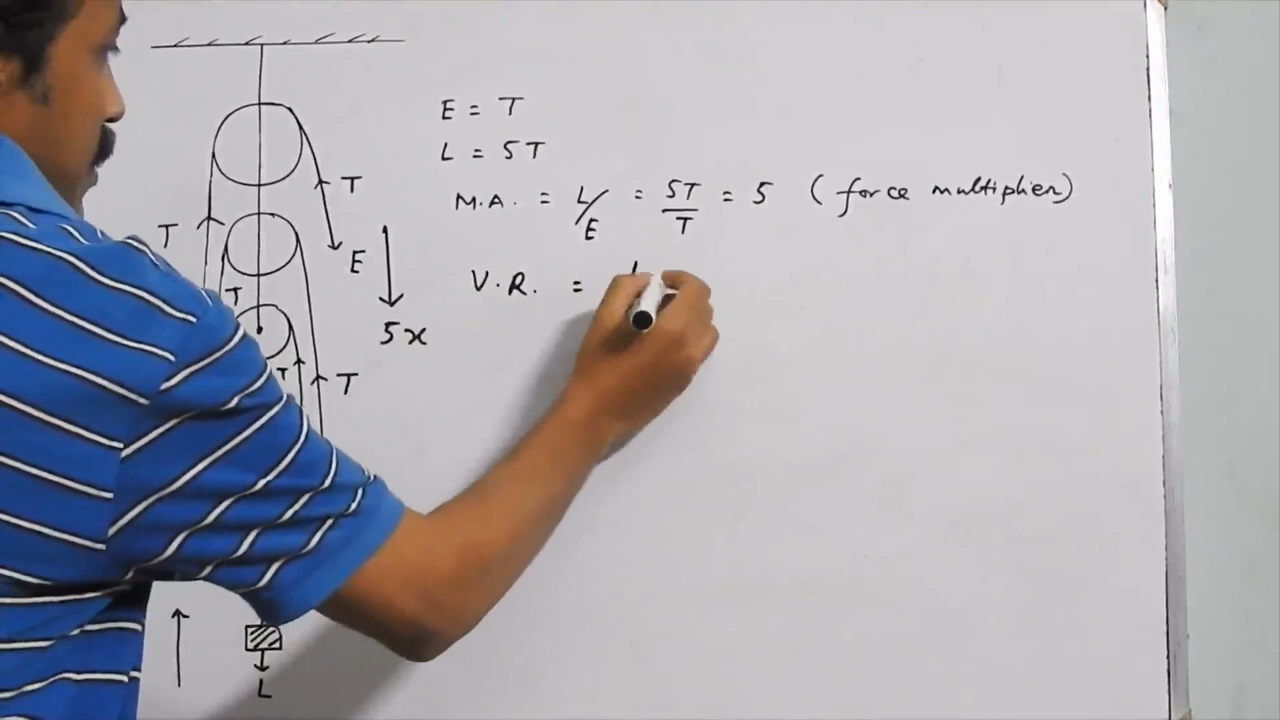 E = T
L = 5T
M.A. = L/E = 5T/T = 5 (force multiplier)
V.R. =
T
T
E
5x
T
T
T
L